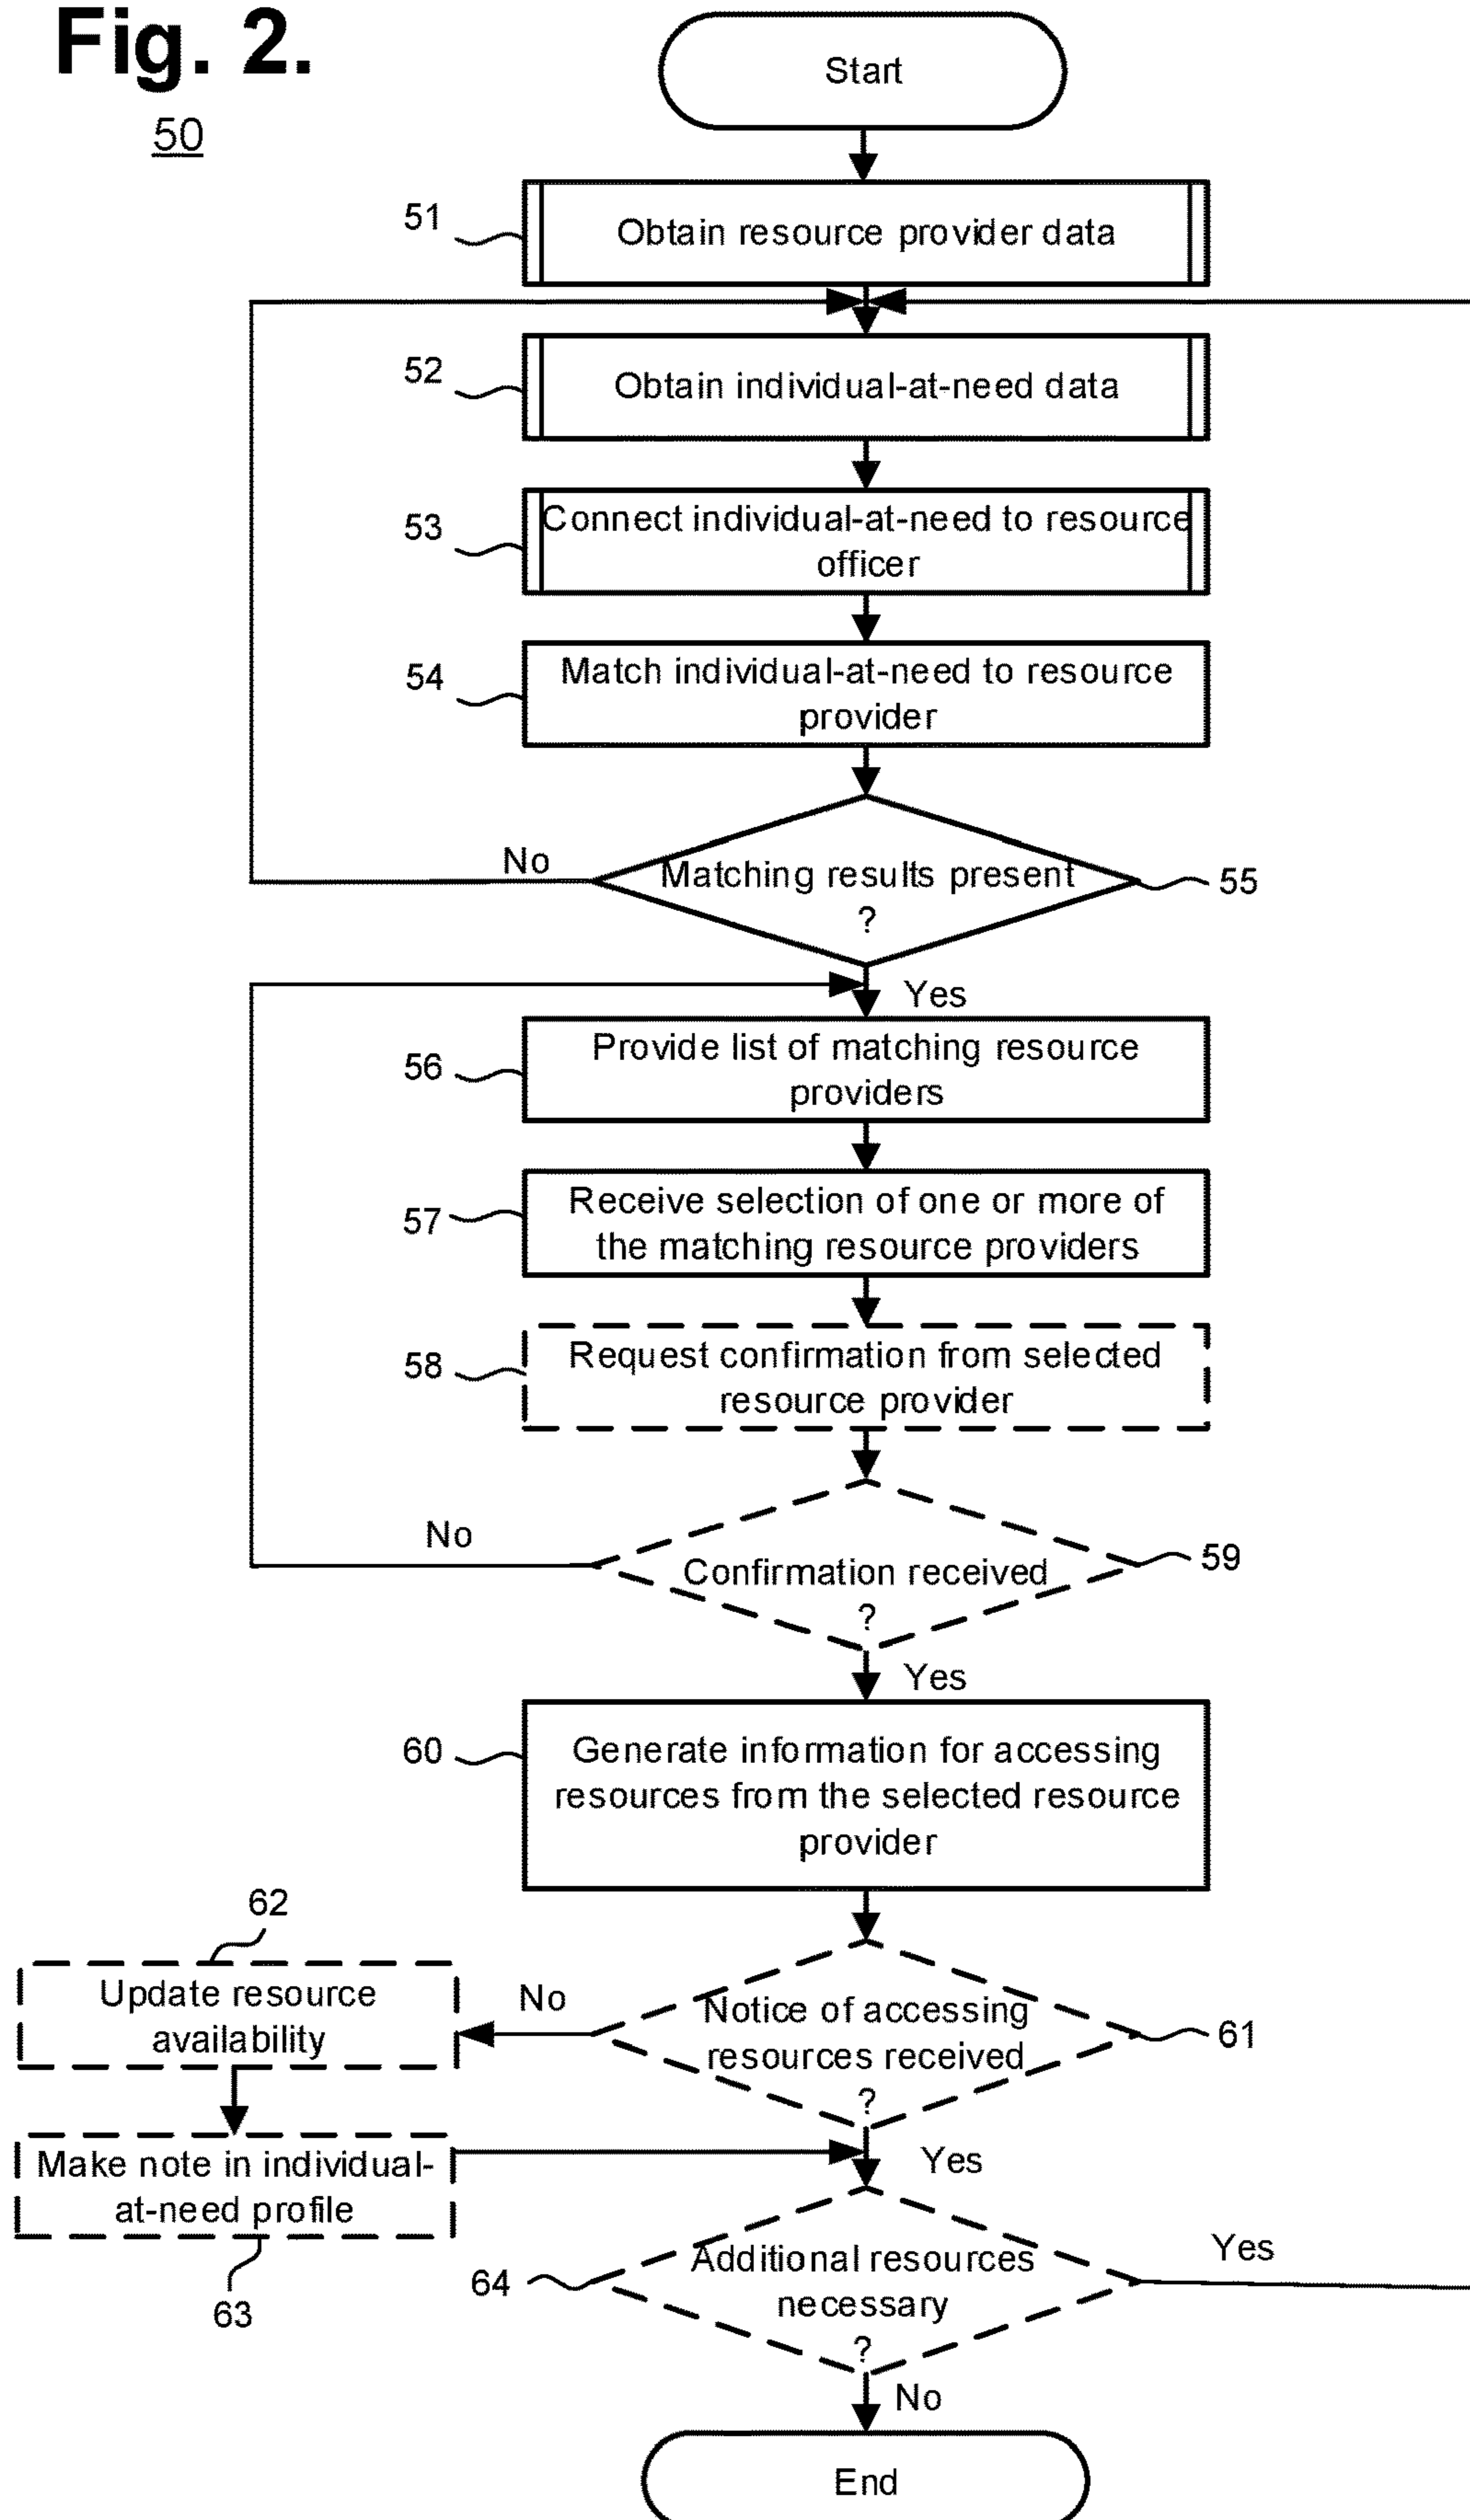 Fig. 2.
50
Start
51
Obtain resource provider data
52
Obtain individual-at-need data
53
Connect individual-at-need to resource
officer
54
Match individual-at-need to resource
provider
No
Matching results present
?
55
Yes
56
Provide list of matching resource
providers
57
Receive selection of one or more of
the matching resource providers
58
Request confirmation from selected
resource provider
No
Confirmation received
?
59
Yes
60
Generate information for accessing
resources from the selected resource
provider
62
Update resource
availability
No
Notice of accessing
resources received
?
61
Yes
Make note in individual-
at-need profile
63
64
Additional resources
necessary
?
Yes
No
End